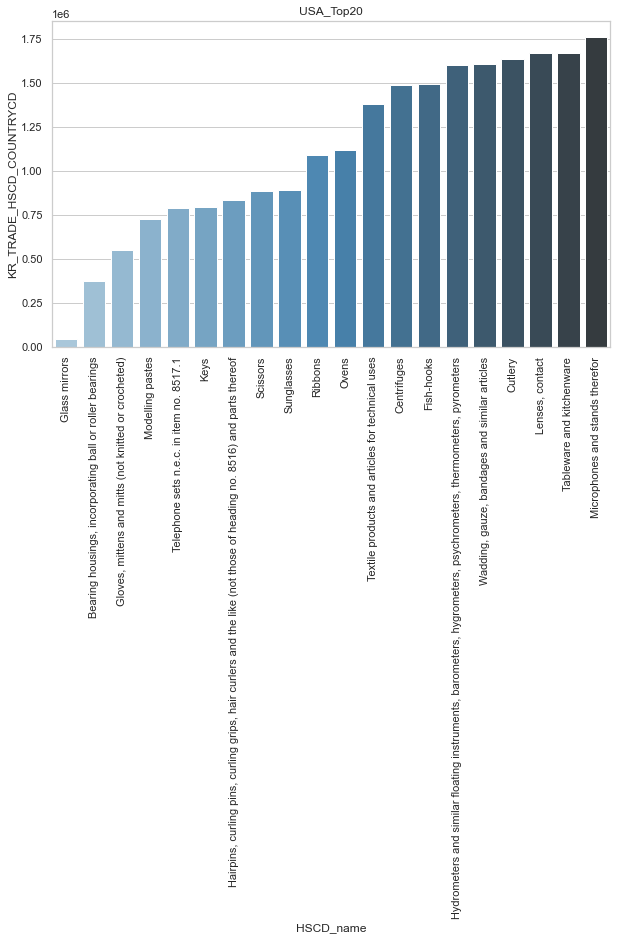 USA_Top20
1e6
KR_TRADE_HSCD_COUNTRYCD
1.75
1.50
1.25
1.00
0.75
0.50
0.25
0.00
Glass mirrors
Bearing housings, incorporating ball or roller bearings
Gloves, mittens and mitts (not knitted or crocheted)
Modelling pastes
Telephone sets n.e.c. in item no. 8517.1
Keys
Hairpins, curling pins, curling grips, hair curlers and the like (not those of heading no. 8516) and parts thereof
Scissors
Sunglasses
Ribbons
Ovens
Textile products and articles for technical uses
Centrifuges
Fish-hooks
Hydrometers and similar floating instruments, barometers, hygrometers, psychrometers, thermometers, pyrometers
Wadding, gauze, bandages and similar articles
Cutlery
Lenses, contact
Tableware and kitchenware
Microphones and stands therefor
HSCD_name